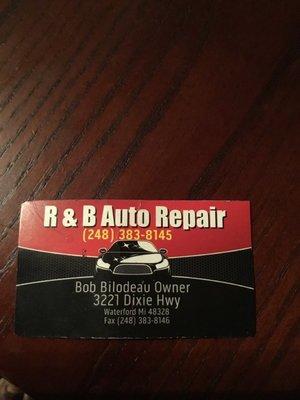 R & B Auto Repair
(248) 383-8145
Bob Bilodeau Owner
3221 Dixie Hwy
Waterford Mi 48328
Fax (248) 383-8146